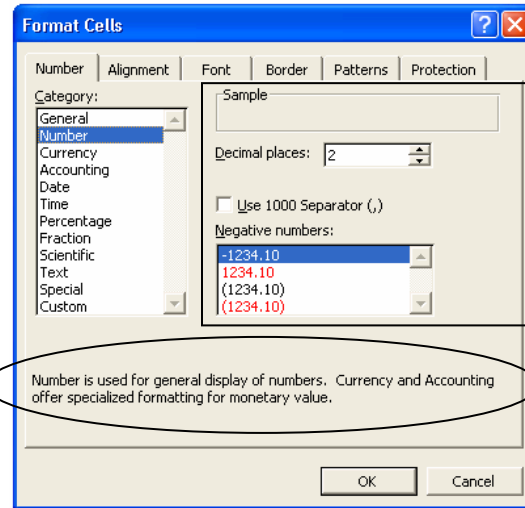 Format Cells
Number Alignment Font Border Patterns Protection
Category:
General
Number
Currency
Accounting
Date
Time
Percentage
Fraction
Scientific
Text
Special
Custom
Sample
Decimal places: 2
Use 1000 Separator (,)
Negative numbers:
-1234.10
1234.10
(1234.10)
(1234.10)
Number is used for general display of numbers. Currency and Accounting
offer specialized formatting for monetary value.
OK Cancel